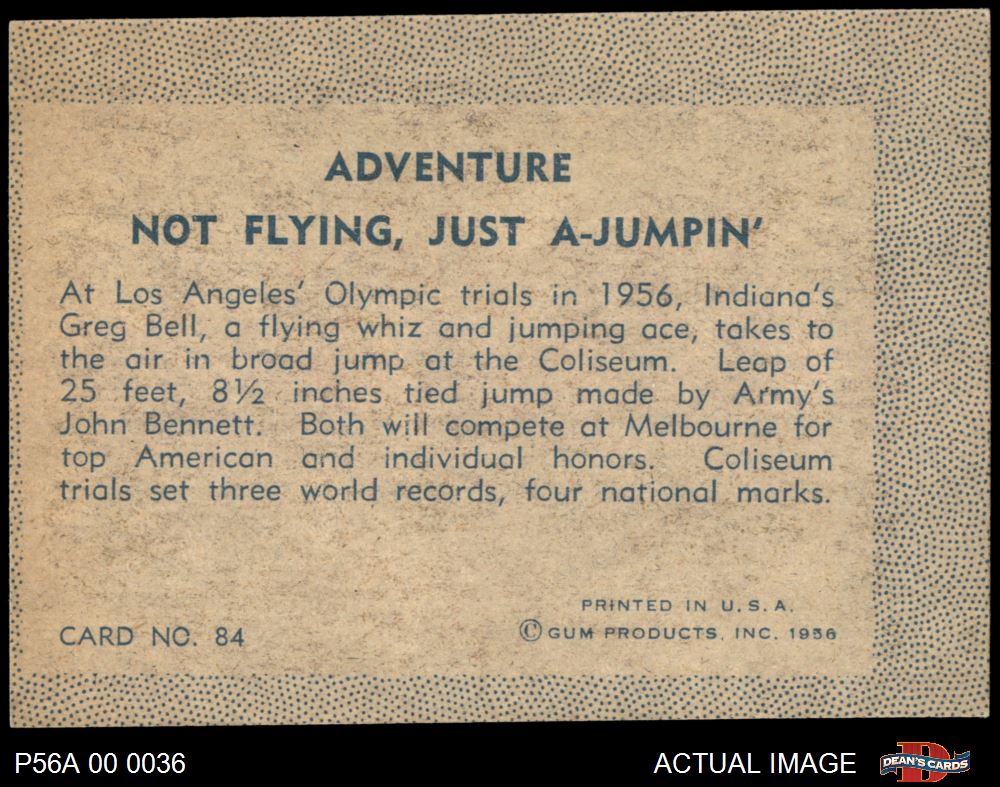 ADVENTURE
NOT FLYING, JUST A-JUMPIN'
At Los Angeles' Olympic trials in 1956, Indiana's
Greg Bell, a flying whiz and jumping ace, takes to
the air in broad jump at the Coliseum. Leap of
25 feet, 8½ inches tied jump made by Army's
John Bennett. Both will compete at Melbourne for
top American and individual honors. Coliseum
trials set three world records, four national marks.
PRINTED IN U. S. A.
CARD NO. 84 © GUM PRODUCTS, INC. 1956
P56A 00 0036 ACTUAL IMAGE DEAN'S CARDS